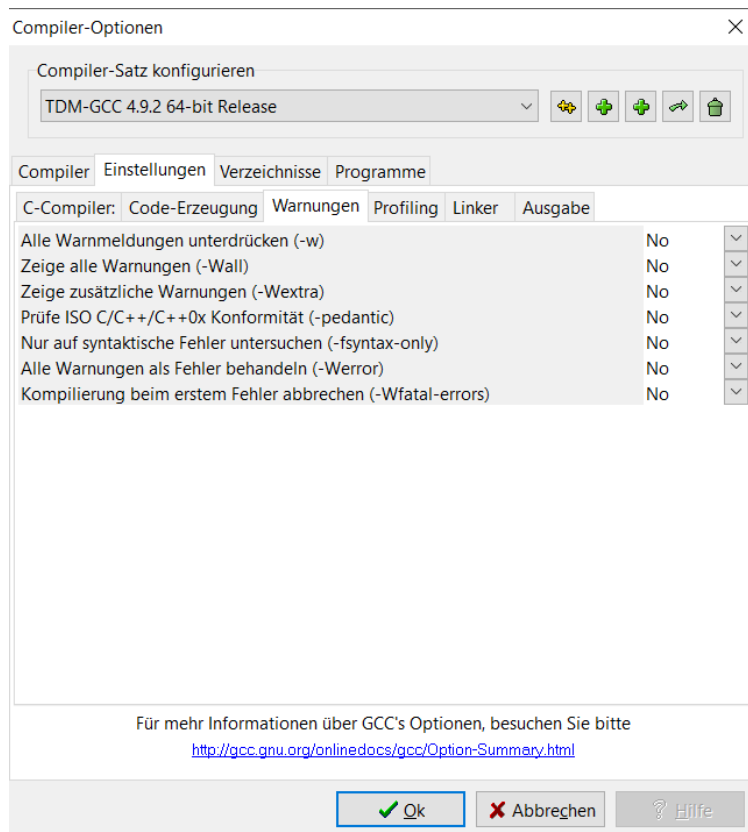 Compiler-Optionen
Compiler-Satz konfigurieren
TDM-GCC 4.9.2 64-bit Release
Compiler Einstellungen Verzeichnisse Programme
C-Compiler: Code-Erzeugung Warnungen Profiling Linker Ausgabe
Alle Warnmeldungen unterdrücken (-w) No
Zeige alle Warnungen (-Wall) No
Zeige zusätzliche Warnungen (-Wextra) No
Prüfe ISO C/C++/C++0x Konformität (-pedantic) No
Nur auf syntaktische Fehler untersuchen (-fsyntax-only) No
Alle Warnungen als Fehler behandeln (-Werror) No
Kompilierung beim erstem Fehler abbrechen (-Wfatal-errors) No
Für mehr Informationen über GCC's Optionen, besuchen Sie bitte
http://gcc.gnu.org/onlinedocs/gcc/Option-Summary.html
Ok Abbrechen Hilfe